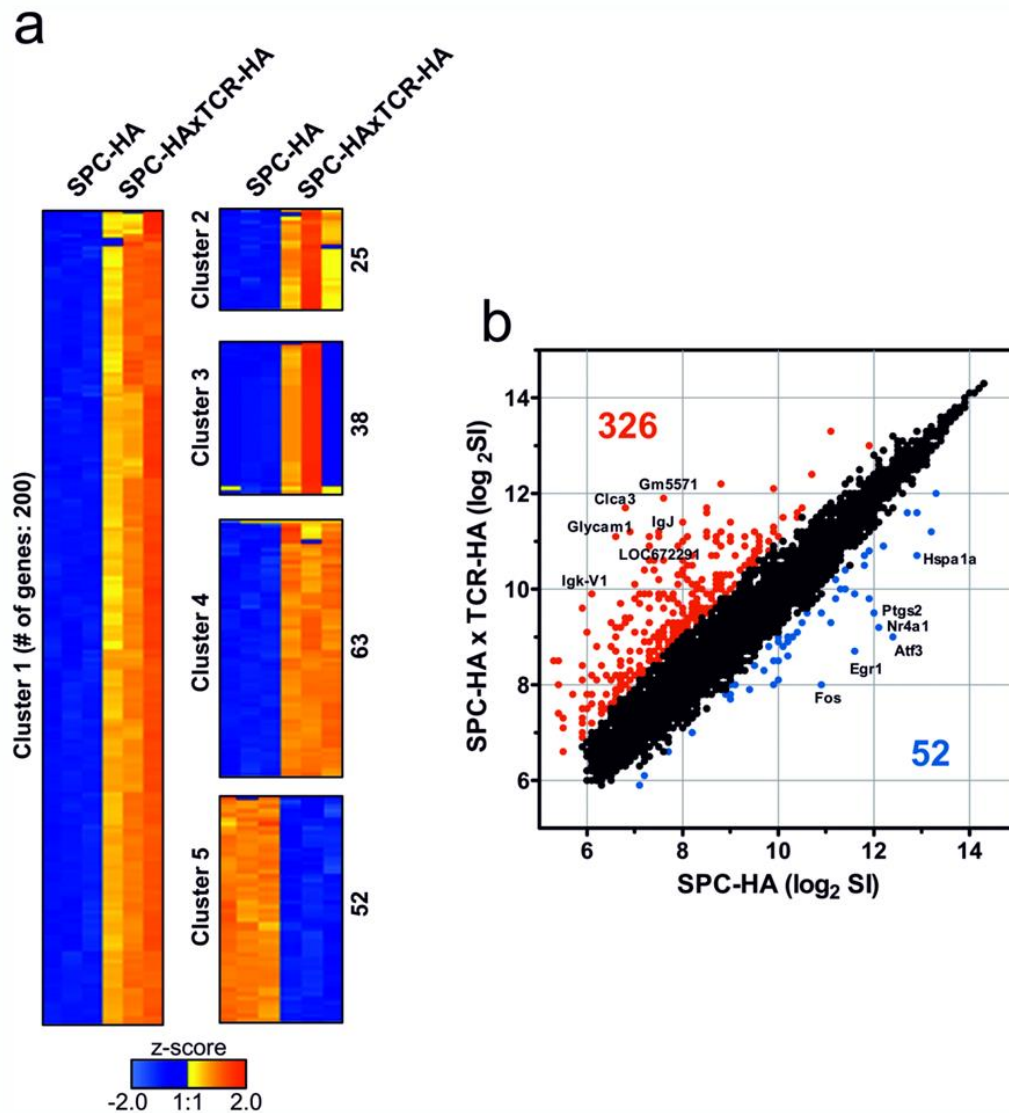 a
SPC-HA
SPC-HAxTCR-HA
SPC-HA
SPC-HAxTCR-HA
Cluster 1 (# of genes: 200)
Cluster 2
25
Cluster 3
38
Cluster 4
63
Cluster 5
52
z-score
-2.0 1:1 2.0
b
SPC-HA x TCR-HA (log 2SI)
14
12
10
8
6
326
Gm5571
Clca3
Glycam1
IgJ
LOC672291
Igk-V1
Hspa1a
Ptgs2
Nr4a1
Atf3
Egr1
Fos
52
6 8 10 12 14
SPC-HA (log2 SI)